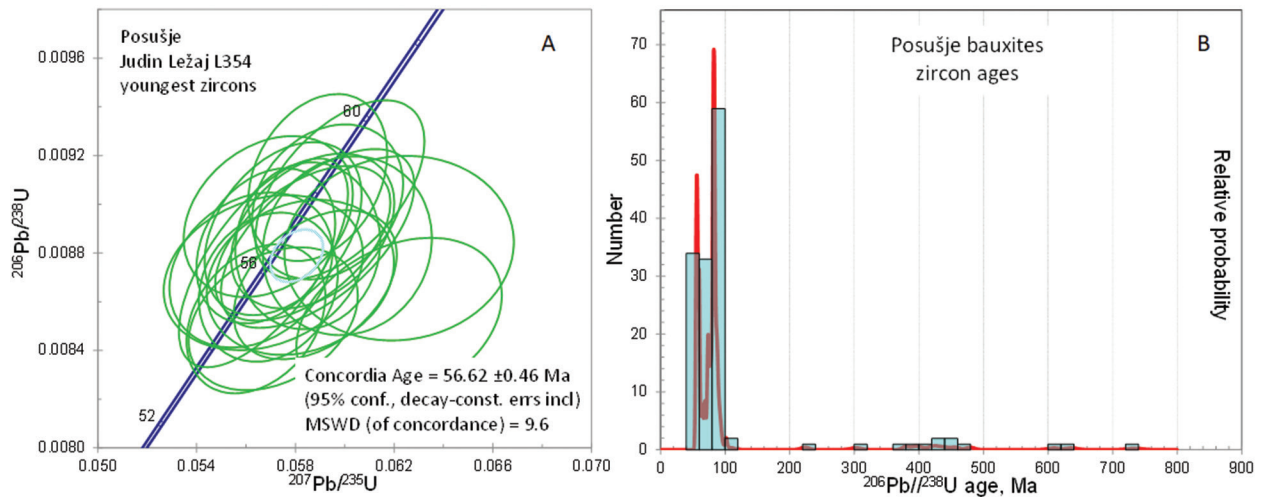 Posušje
Judin Ležaj L354
youngest zircons
A
0.0096
0.0092
0.0088
0.0084
0.0080
206Pb/238U
60
56
52
Concordia Age = 56.62 ±0.46 Ma
(95% conf., decay-const. errs incl)
MSWD (of concordance) = 9.6
0.050 0.054 0.058 0.062 0.066 0.070
207Pb/235U
Posušje bauxites
zircon ages
B
70
60
50
40
30
20
10
0
Number
Relative probability
0 100 200 300 400 500 600 700 800 900
206Pb//238U age, Ma